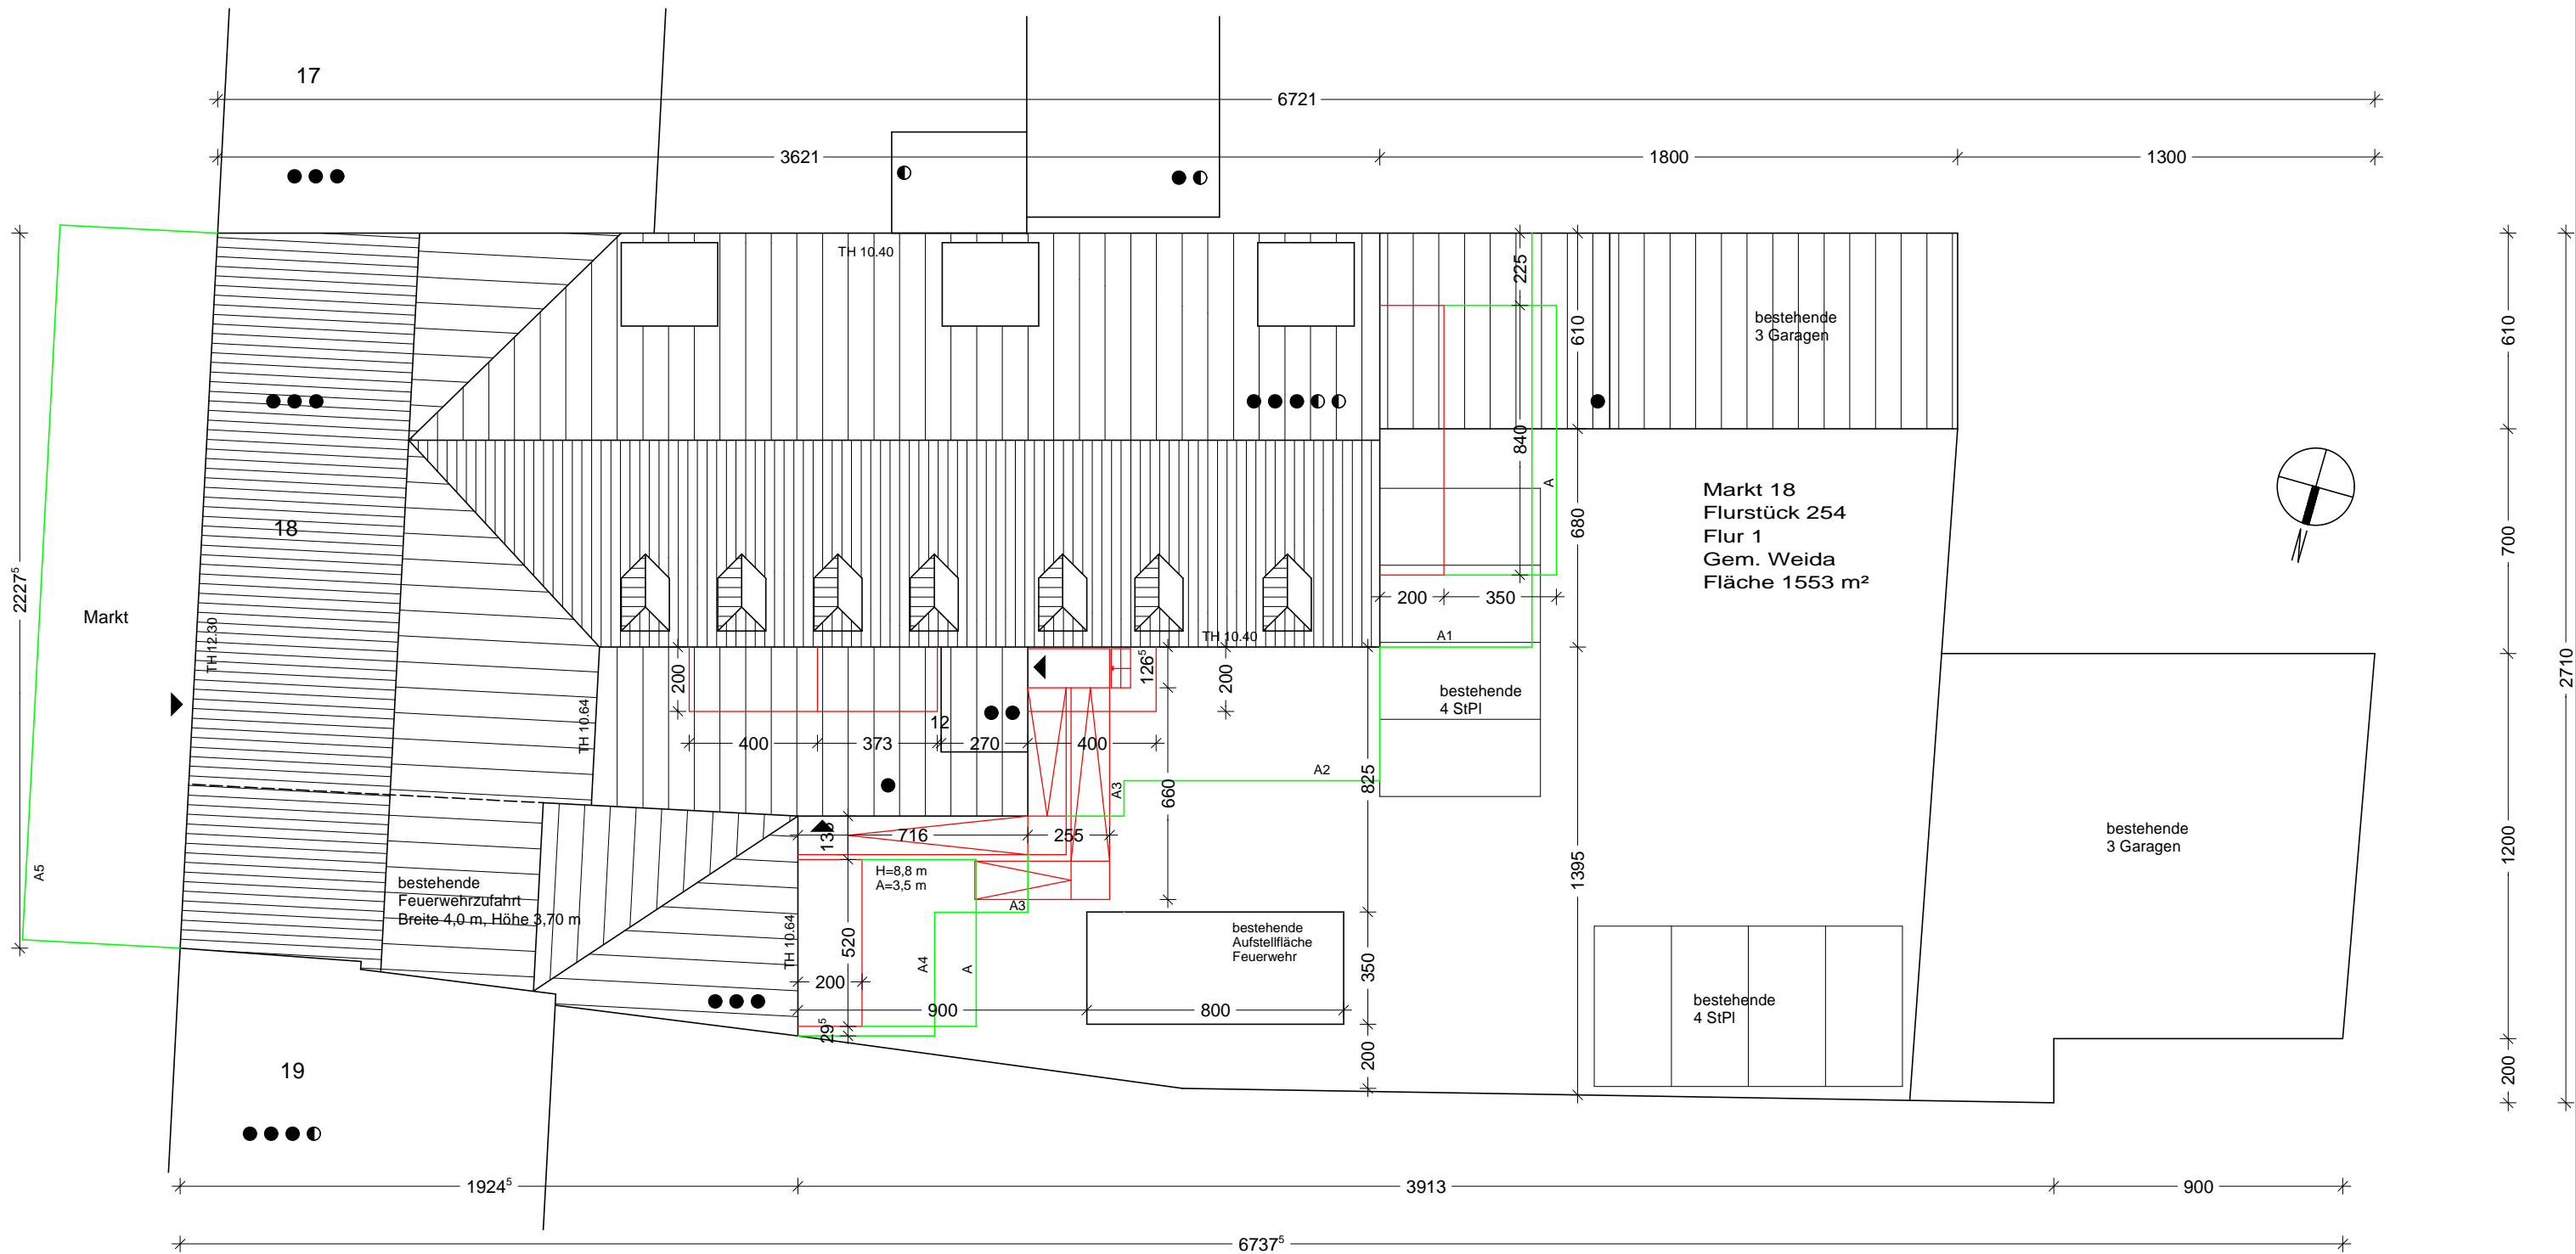 17
6721
3621
1800
1300
TH 10.40
225
610
bestehende
3 Garagen
610
840
A
Markt 18
Flurstück 254
Flur 1
Gem. Weida
Fläche 1553 m²
18
680
700
2227⁵
Markt
TH 12.30
200
350
A1
TH 10.40
200
126⁵
200
2710
TH 10.64
12
bestehende
4 StPl
400
373
270
400
A2
825
A3
660
135
716
255
bestehende
3 Garagen
1200
1395
A5
bestehende
Feuerwehrzufahrt
Breite 4,0 m, Höhe 3,70 m
H=8,8 m
A=3,5 m
A3
TH 10.64
520
A4
A
bestehende
Aufstellfläche
Feuerwehr
350
200
900
800
bestehende
4 StPl
29⁵
200
200
19
1924⁵
3913
900
6737⁵